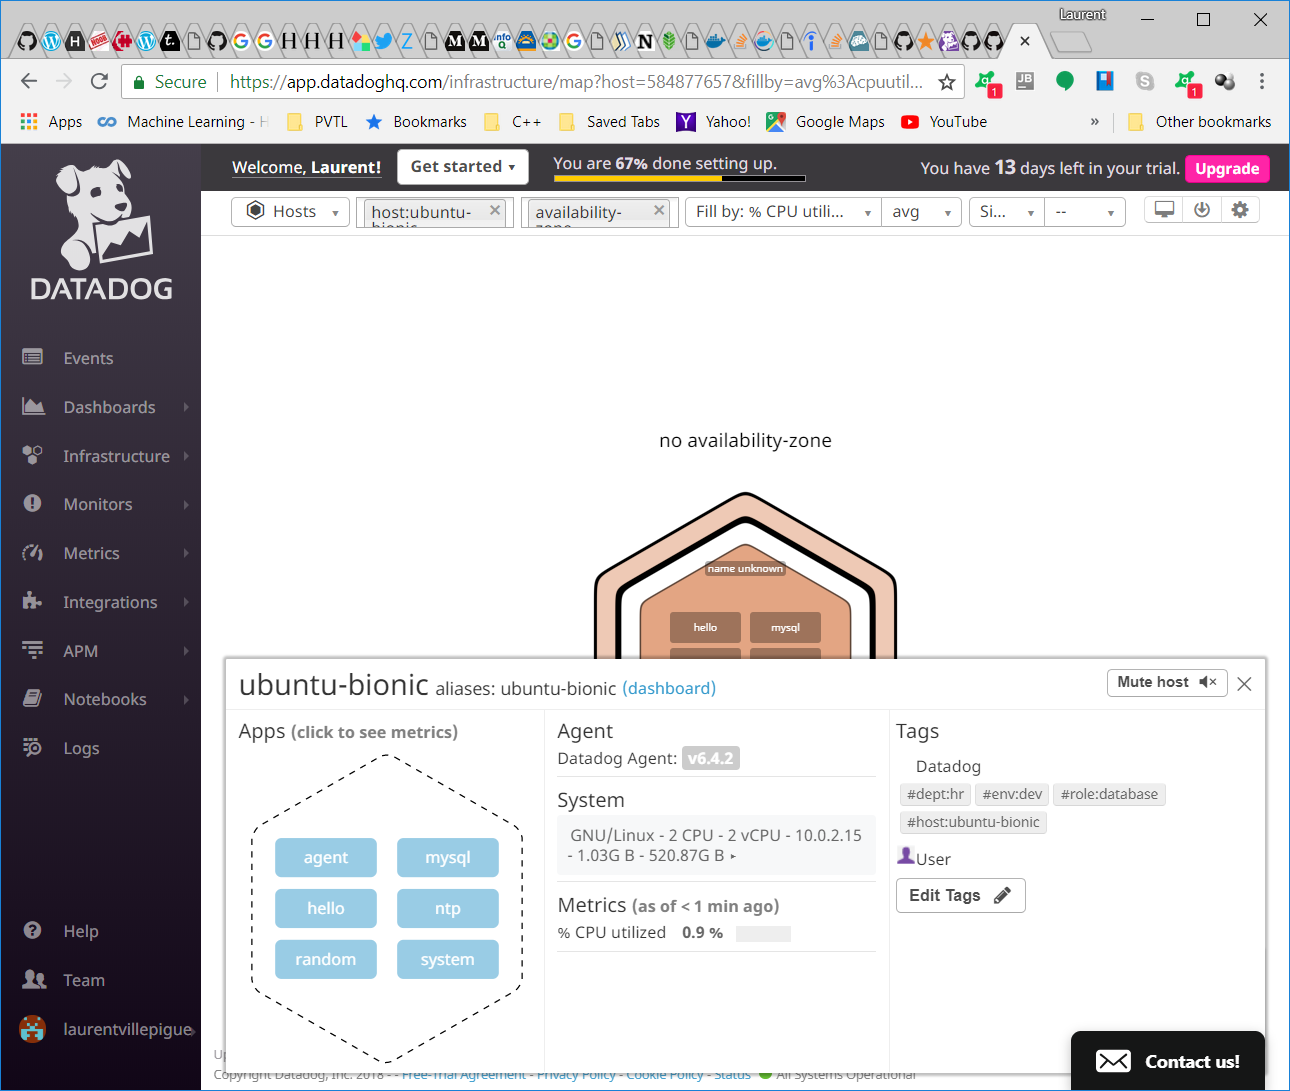 Laurent
Secure
https://app.datadoghq.com/infrastructure/map?host=584877657&fillby=avg%3Acpuutil...
Apps
Machine Learning - H
PVTL
Bookmarks
C++
Saved Tabs
Yahoo!
Google Maps
YouTube
»
Other bookmarks
DATADOG
Welcome, Laurent!
Get started
You are 67% done setting up.
You have 13 days left in your trial.
Upgrade
Hosts
host:ubuntu-
bionic
availability-
zone
Fill by: % CPU utili...
avg
Si...
--
Events
Dashboards
Infrastructure
Monitors
Metrics
Integrations
APM
Notebooks
Logs
Help
Team
laurentvillepigue
no availability-zone
name unknown
hello
mysql
ubuntu-bionic aliases: ubuntu-bionic (dashboard)
Mute host
Apps (click to see metrics)
agent
mysql
hello
ntp
random
system
Agent
Datadog Agent: v6.4.2
System
GNU/Linux - 2 CPU - 2 vCPU - 10.0.2.15
- 1.03G B - 520.87G B
Metrics (as of < 1 min ago)
% CPU utilized 0.9 %
Tags
Datadog
#dept:hr
#env:dev
#role:database
#host:ubuntu-bionic
User
Edit Tags
Copyright Datadog, Inc. 2018 - - Free-Trial Agreement - Privacy Policy - Cookie Policy - Status
All Systems Operational
Contact us!